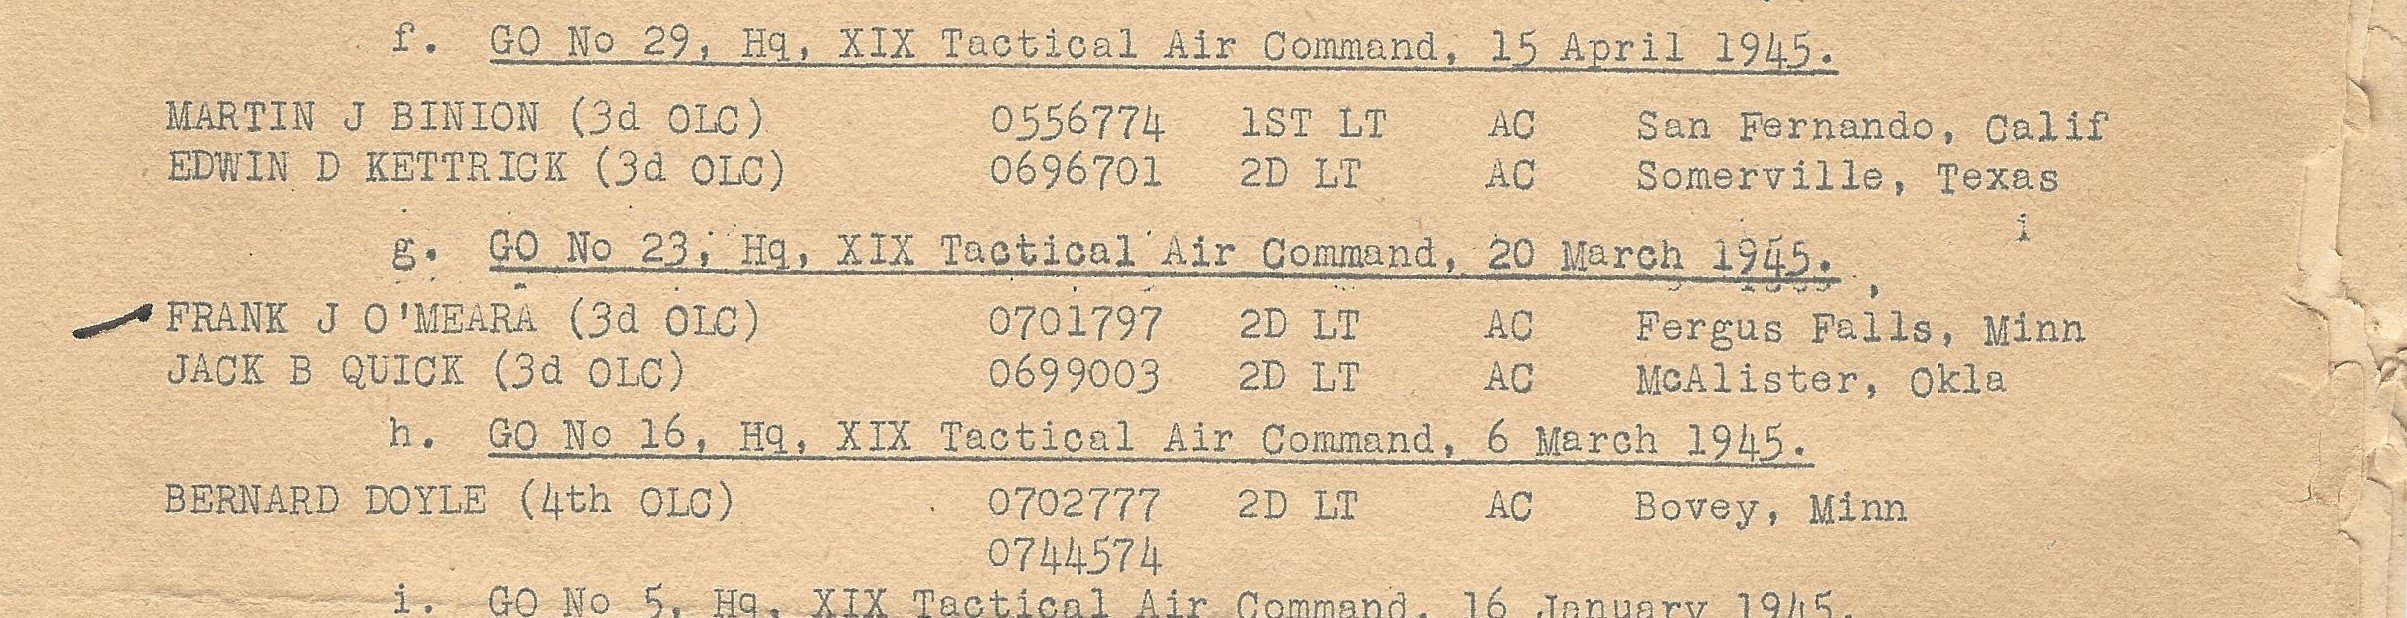 f. GO No 29, Hq, XIX Tactical Air Command, 15 April 1945.
MARTIN J BINION (3d OLC) 0556774 1ST LT AC San Fernando, Calif
EDWIN D KETTRICK (3d OLC) 0696701 2D LT AC Somerville, Texas
i
g. GO No 23, Hq, XIX Tactical Air Command, 20 March 1945.
FRANK J O'MEARA (3d OLC) 0701797 2D LT AC Fergus Falls, Minn
JACK B QUICK (3d OLC) 0699003 2D LT AC McAlister, Okla
h. GO No 16, Hq, XIX Tactical Air Command, 6 March 1945.
BERNARD DOYLE (4th OLC) 0702777 2D LT AC Bovey, Minn
0744574
i. GO No 5, Hq, XIX Tactical Air Command, 16 January 1945.